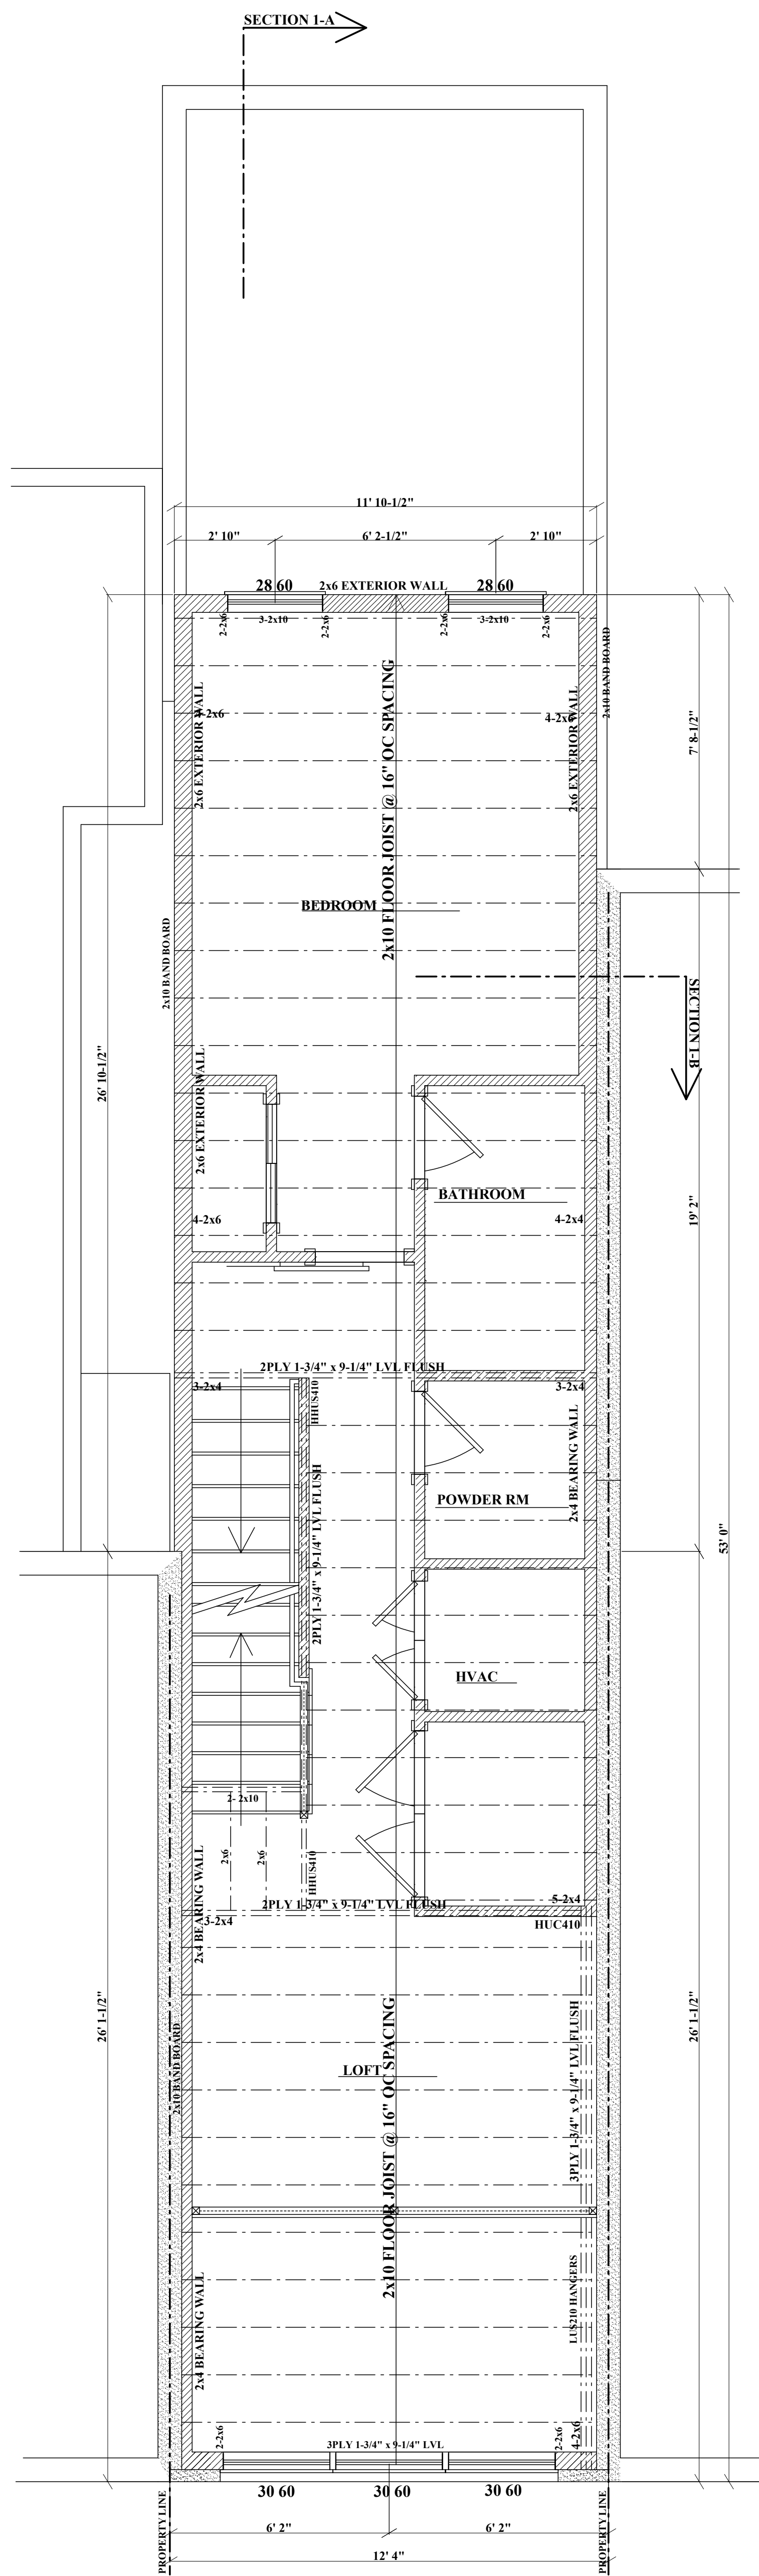 SECTION 1-A
11' 10-1/2"
2' 10"
6' 2-1/2"
2' 10"
28 60
2x6 EXTERIOR WALL
28 60
2-2x6
3-2x10
2-2x6
2-2x6
3-2x10
2-2x6
2x10 BAND BOARD
2x6 EXTERIOR WALL
4-2x6
2x10 FLOOR JOIST @ 16" OC SPACING
4-2x6
2x6 EXTERIOR WALL
7' 8-1/2"
BEDROOM
2x10 BAND BOARD
SECTION 1-B
26' 10-1/2"
2x6 EXTERIOR WALL
BATHROOM
4-2x6
4-2x4
19' 2"
2PLY 1-3/4" x 9-1/4" LVL FLUSH
3-2x4
HHUS410
3-2x4
2x4 BEARING WALL
2PLY 1-3/4" x 9-1/4" LVL FLUSH
POWDER RM
53' 0"
HVAC
2- 2x10
2x6
2x6
HHUS410
2x4 BEARING WALL
2PLY 1-3/4" x 9-1/4" LVL FLUSH
5-2x4
3-2x4
HUC410
26' 1-1/2"
2x10 BAND BOARD
LOFT
2x10 FLOOR JOIST @ 16" OC SPACING
3PLY 1-3/4" x 9-1/4" LVL FLUSH
26' 1-1/2"
2x4 BEARING WALL
LUS210 HANGERS
2-2x6
3PLY 1-3/4" x 9-1/4" LVL
2-2x6
4-2x6
30 60
30 60
30 60
PROPERTY LINE
6' 2"
6' 2"
PROPERTY LINE
12' 4"